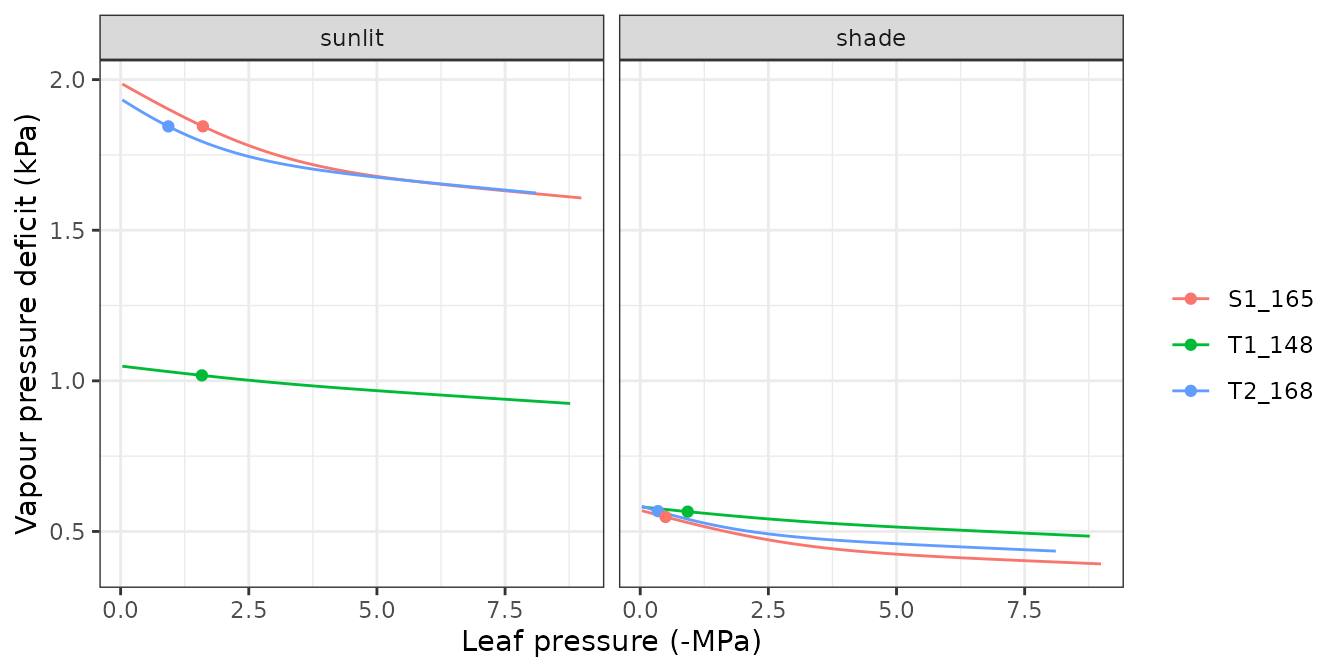 sunlit
shade
Vapour pressure deficit (kPa)
2.0
1.5
1.0
0.5
0.0 2.5 5.0 7.5
0.0 2.5 5.0 7.5
Leaf pressure (-MPa)
S1_165
T1_148
T2_168